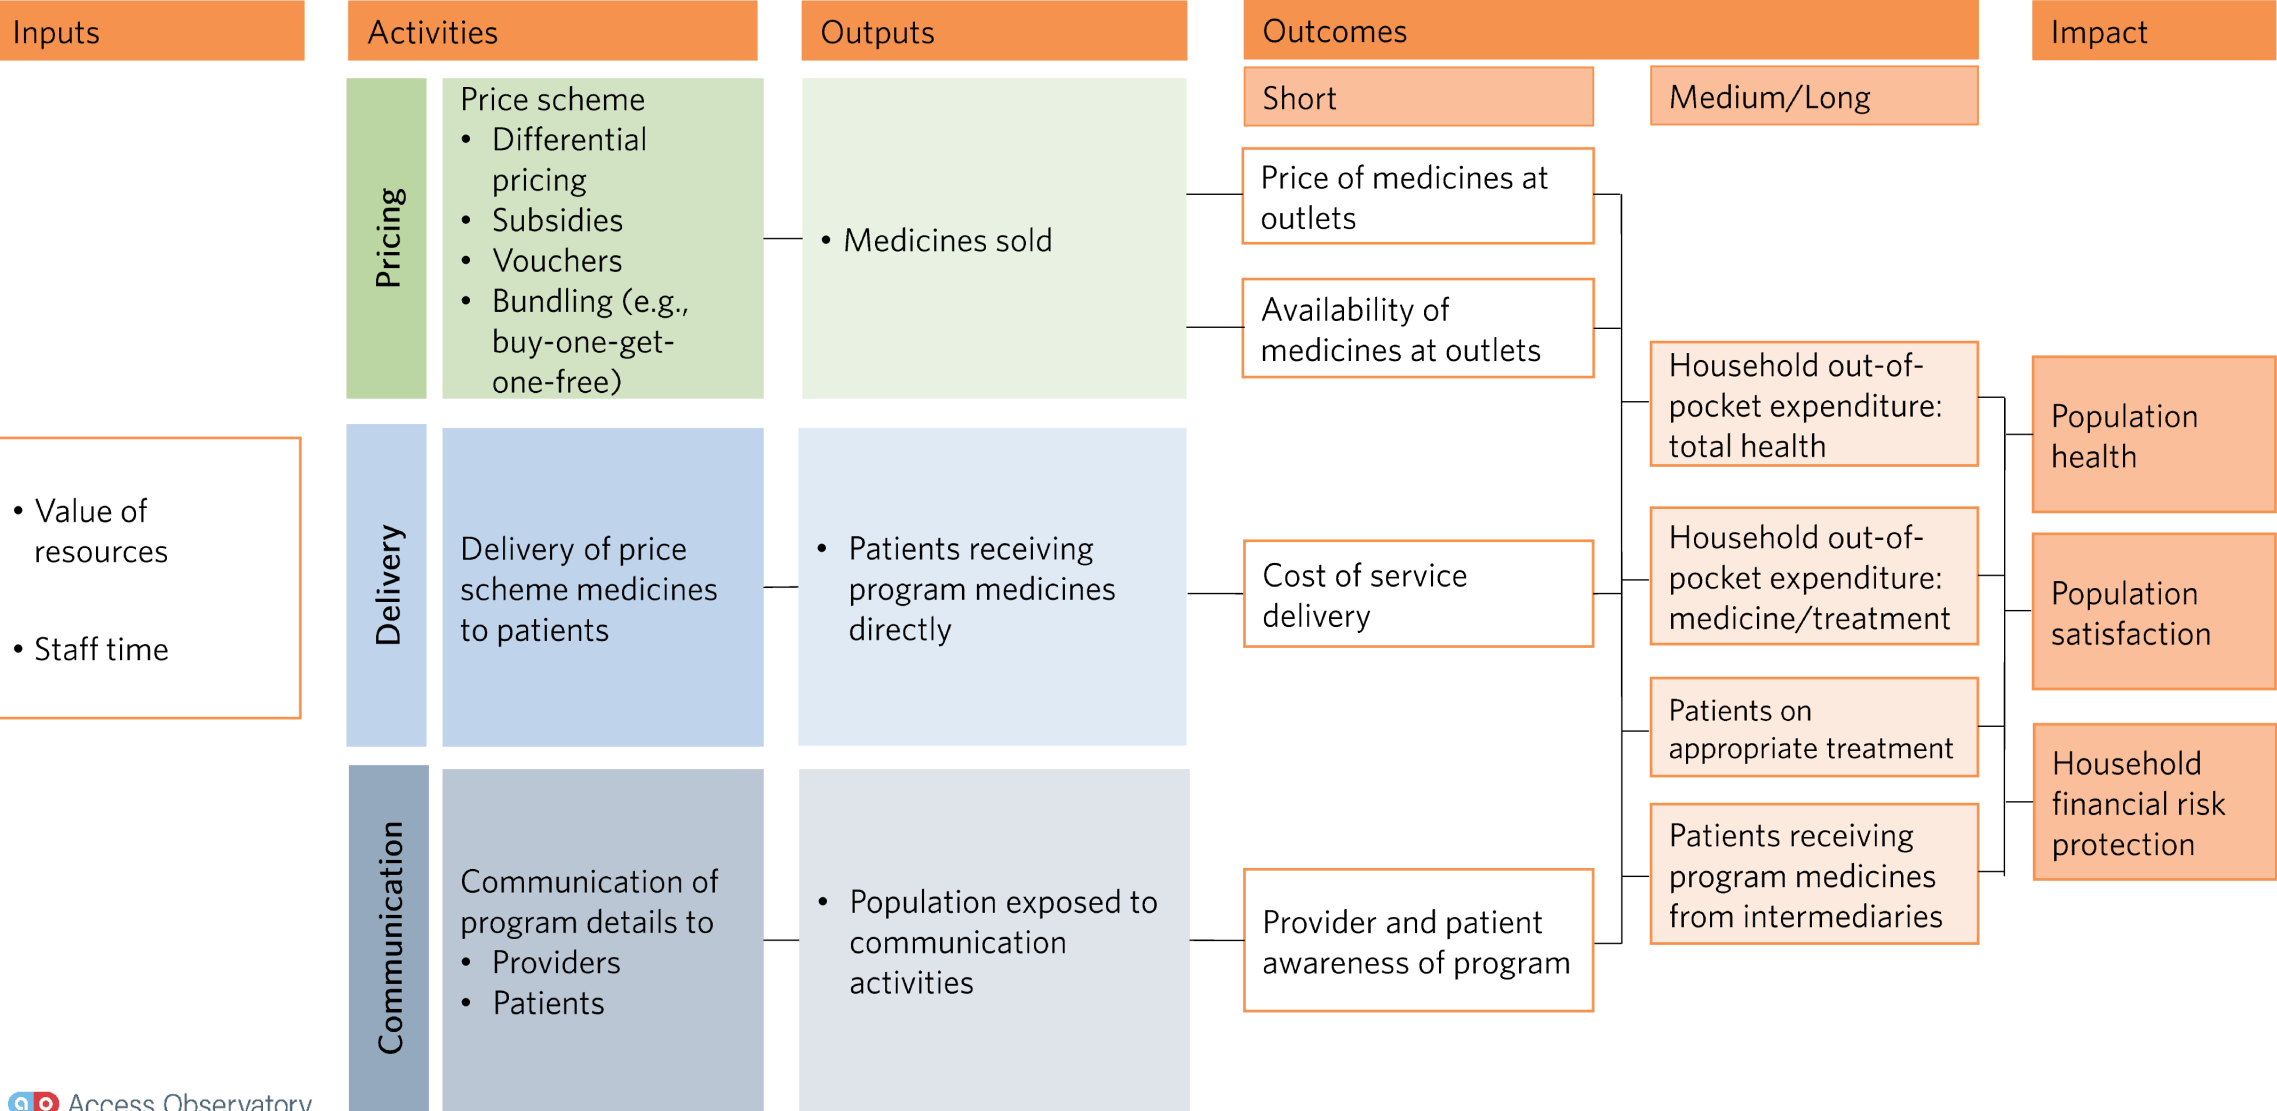 Inputs
Activities
Outputs
Outcomes
Impact
Short
Medium/Long
• Value of
resources
• Staff time
Pricing
Price scheme
• Differential
pricing
• Subsidies
• Vouchers
• Bundling (e.g.,
buy-one-get-
one-free)
• Medicines sold
Price of medicines at
outlets
Availability of
medicines at outlets
Delivery
Delivery of price
scheme medicines
to patients
• Patients receiving
program medicines
directly
Cost of service
delivery
Communication
Communication of
program details to
• Providers
• Patients
• Population exposed to
communication
activities
Provider and patient
awareness of program
Household out-of-
pocket expenditure:
total health
Household out-of-
pocket expenditure:
medicine/treatment
Patients on
appropriate treatment
Patients receiving
program medicines
from intermediaries
Population
health
Population
satisfaction
Household
financial risk
protection
ao Access Observatory